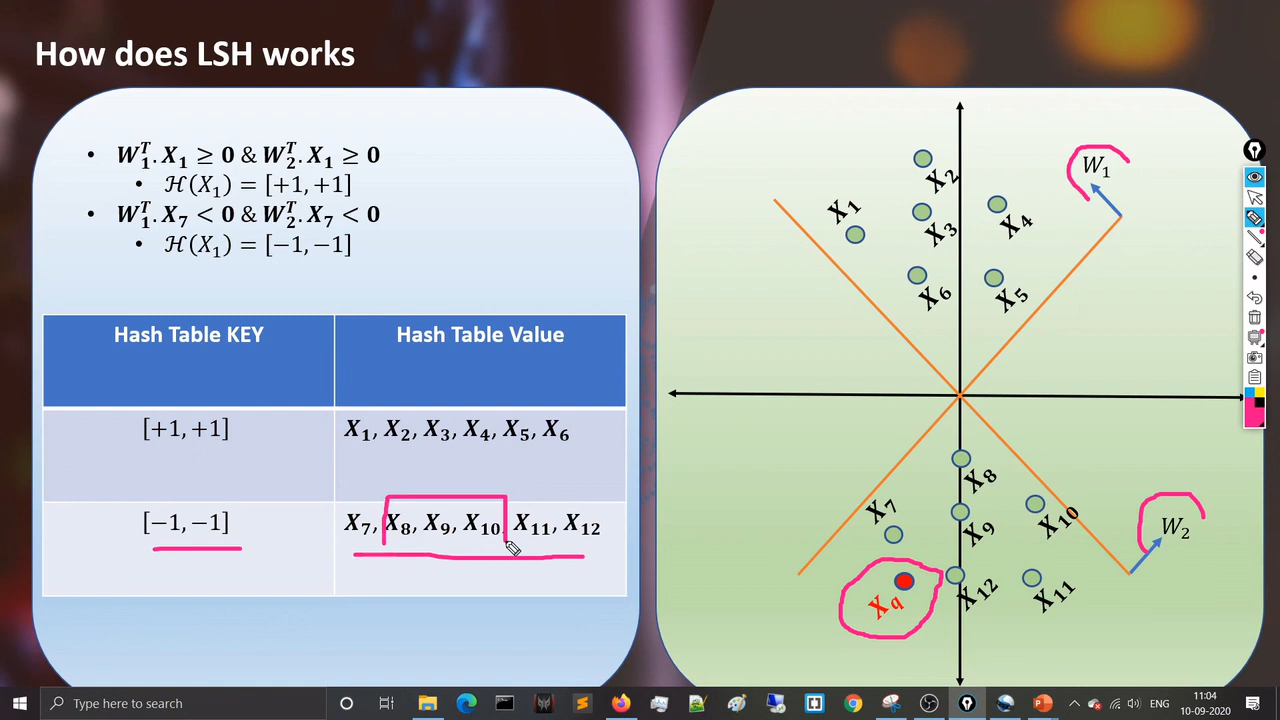 How does LSH works
• W₁ᵀ.X₁ ≥ 0 & W₂ᵀ.X₁ ≥ 0
• ℋ(X₁) = [+1, +1]
• W₁ᵀ.X₇ < 0 & W₂ᵀ.X₇ < 0
• ℋ(X₁) = [−1, −1]
Hash Table KEY
Hash Table Value
[+1, +1]
X₁, X₂, X₃, X₄, X₅, X₆
[−1, −1]
X₇, X₈, X₉, X₁₀, X₁₁, X₁₂
W₁
X₂
X₁
X₃
X₄
X₆
X₅
X₈
X₇
X₉
X₁₀
W₂
X_q
X₁₂
X₁₁
Type here to search
ENG
11:04
10-09-2020